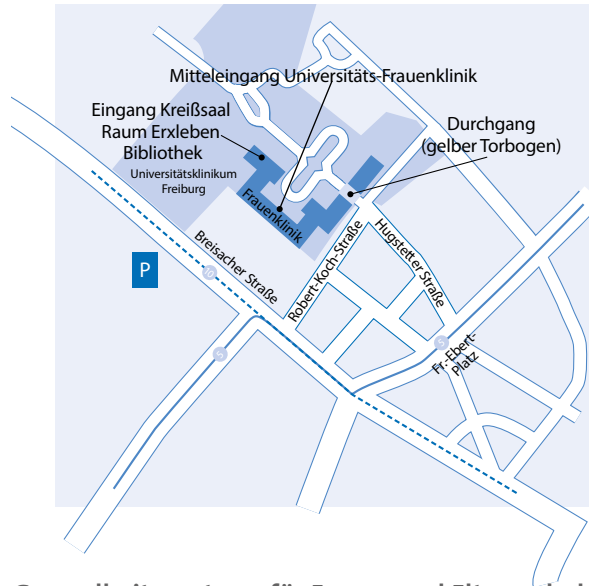 Mitteleingang Universitäts-Frauenklinik
Eingang Kreißsaal
Raum Erxleben
Bibliothek
Universitätsklinikum
Freiburg
Durchgang
(gelber Torbogen)
Frauenklinik
Breisacher Straße
Robert-Koch-Straße
Hugstetter Straße
P
S
S
S
Fr.-Ebert-
Platz